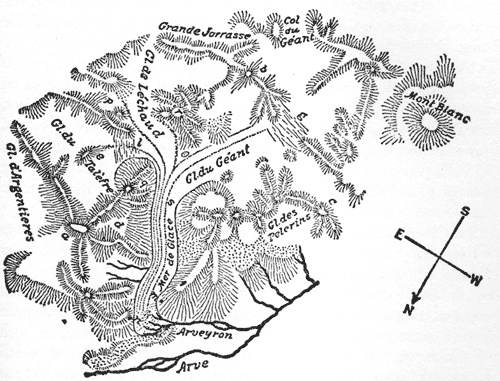 Grande Jorrasse
Col
du
Géant
Mont Blanc
Gl. de Léchaud
Gl. du
Talèfre
Gl. d'Argentieres
Gl. du Géant
Mer de Glace
Gl. des
Pelerins
Arveyron
Arve
S
E
W
N